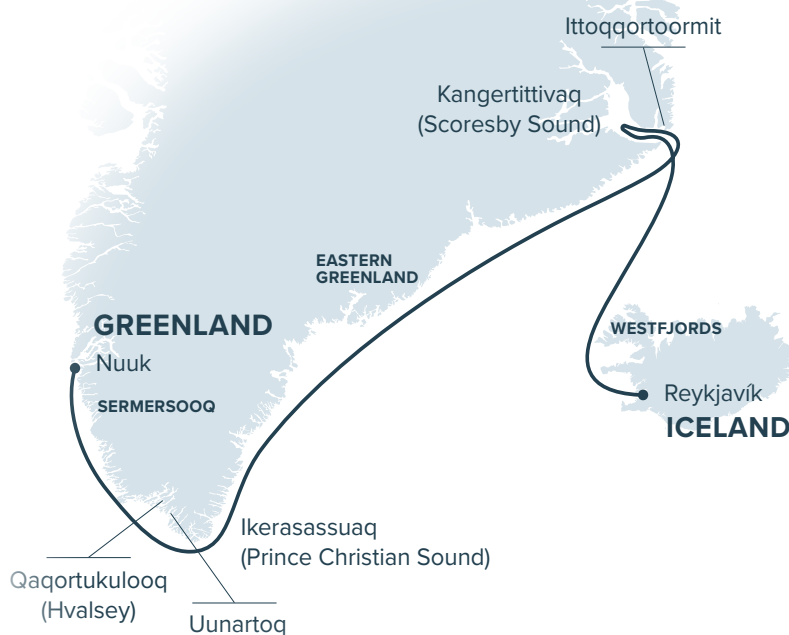 Ittoqqortoormit
Kangertittivaq
(Scoresby Sound)
EASTERN
GREENLAND
GREENLAND
WESTFJORDS
Nuuk
SERMERSOOQ
Reykjavík
ICELAND
Ikerasassuaq
(Prince Christian Sound)
Qaqortukulooq
(Hvalsey)
Uunartoq